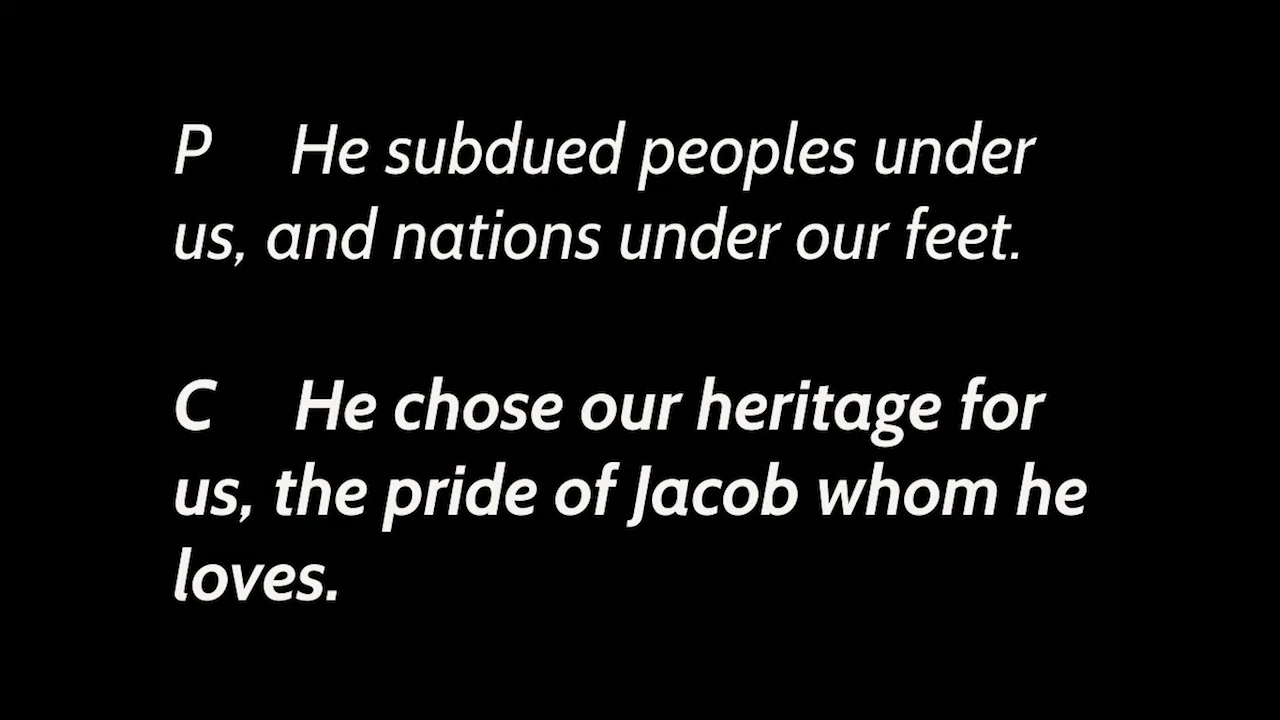 P He subdued peoples under
us, and nations under our feet.
C He chose our heritage for
us, the pride of Jacob whom he
loves.